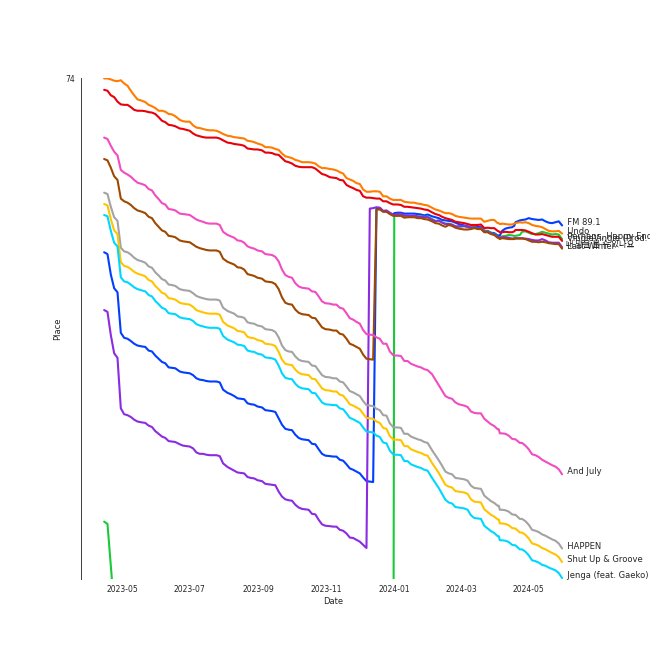 74
Place
FM 89.1
Undo
And July
HAPPEN
Shut Up & Groove
Jenga (feat. Gaeko)
2023-05
2023-07
2023-09
2023-11
2024-01
2024-03
2024-05
Date